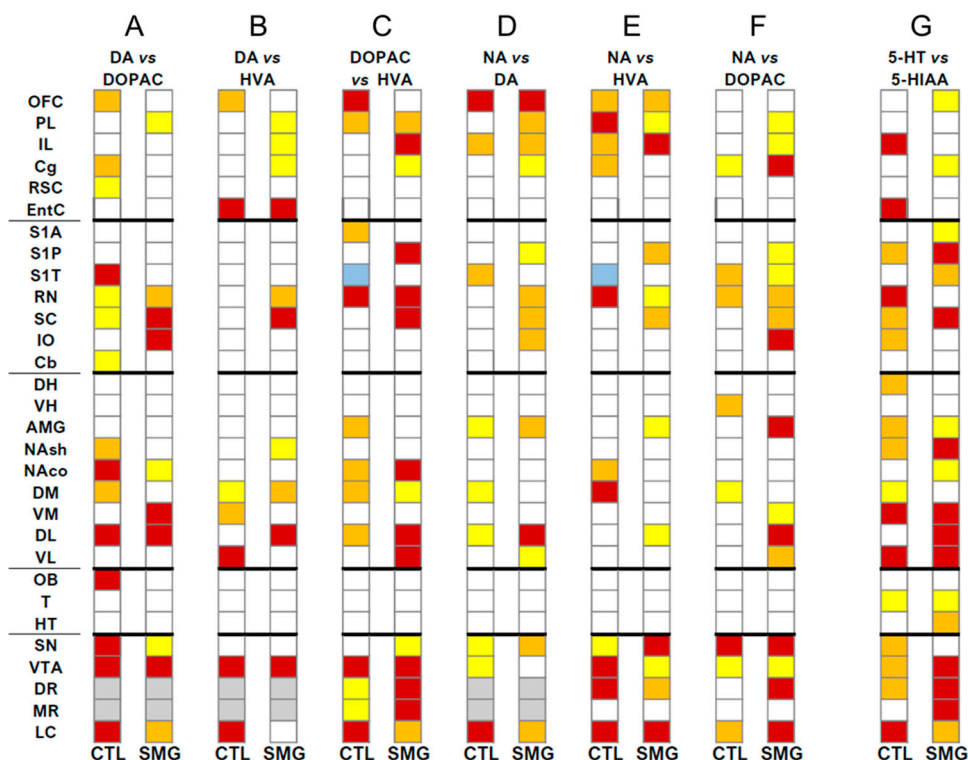 A B C D E F G
DA vs DA vs DOPAC NA vs NA vs NA vs 5-HT vs
DOPAC HVA vs HVA DA HVA DOPAC 5-HIAA
OFC
PL
IL
Cg
RSC
EntC
S1A
S1P
S1T
RN
SC
IO
Cb
DH
VH
AMG
NAsh
NAco
DM
VM
DL
VL
OB
T
HT
SN
VTA
DR
MR
LC
CTL SMG CTL SMG CTL SMG CTL SMG CTL SMG CTL SMG CTL SMG